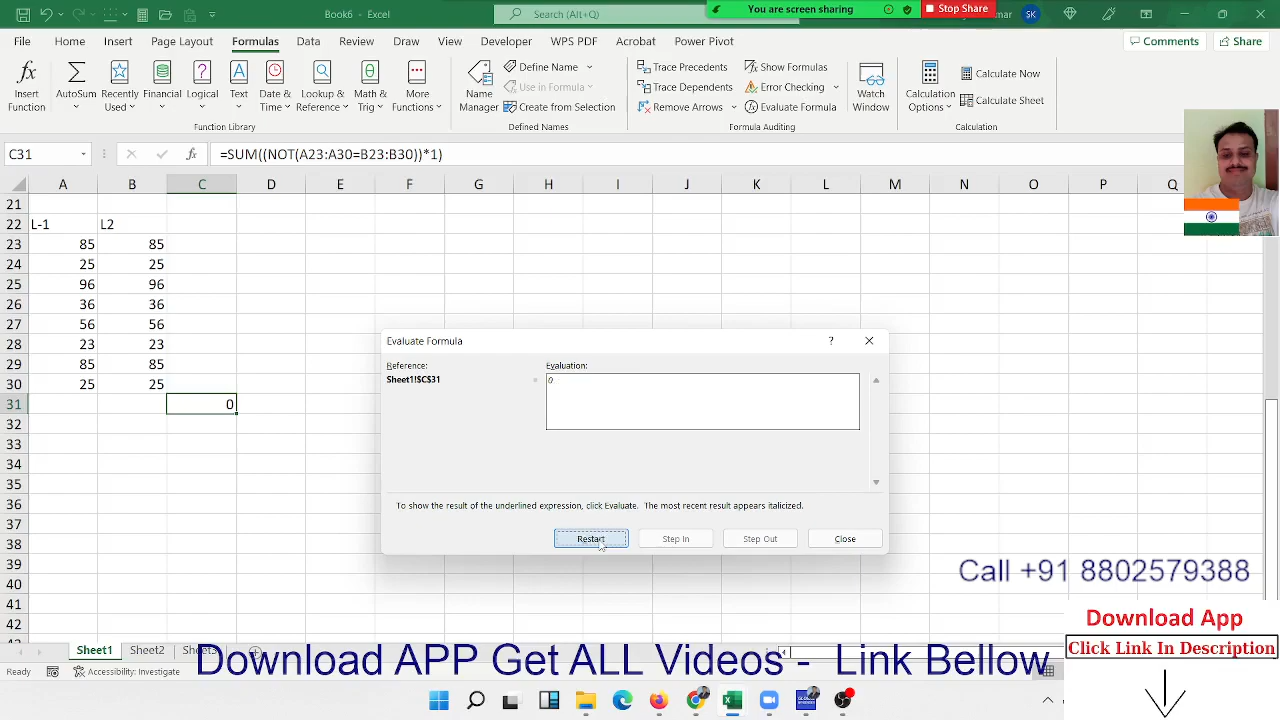 Book6 - Excel
Search (Alt+Q)
You are screen sharing
Stop Share
mar
SK
File Home Insert Page Layout Formulas Data Review View Developer WPS PDF Acrobat Power Pivot
Comments
Share
Insert Function
AutoSum
Recently Used
Financial
Logical
Text
Date & Time
Lookup & Reference
Math & Trig
More Functions
Function Library
Name Manager
Define Name
Use in Formula
Create from Selection
Defined Names
Trace Precedents
Trace Dependents
Remove Arrows
Show Formulas
Error Checking
Evaluate Formula
Formula Auditing
Watch Window
Calculation Options
Calculate Now
Calculate Sheet
Calculation
C31
fx
=SUM((NOT(A23:A30=B23:B30))*1)
A B C D E F G H I J K L M N O P Q
21
22 L-1 L2
23 85 85
24 25 25
25 96 96
26 36 36
27 56 56
28 23 23
29 85 85
30 25 25
31 0
32
33
34
35
36
37
38
39
40
41
42
Evaluate Formula
?
Reference:
Sheet1!$C$31
=
Evaluation:
0
To show the result of the underlined expression, click Evaluate. The most recent result appears italicized.
Restart
Step In
Step Out
Close
Call +91 8802579388
Download App
Click Link In Description
Sheet1 Sheet2 Sheet3
Download APP Get ALL Videos - Link Bellow
Ready
Accessibility: Investigate